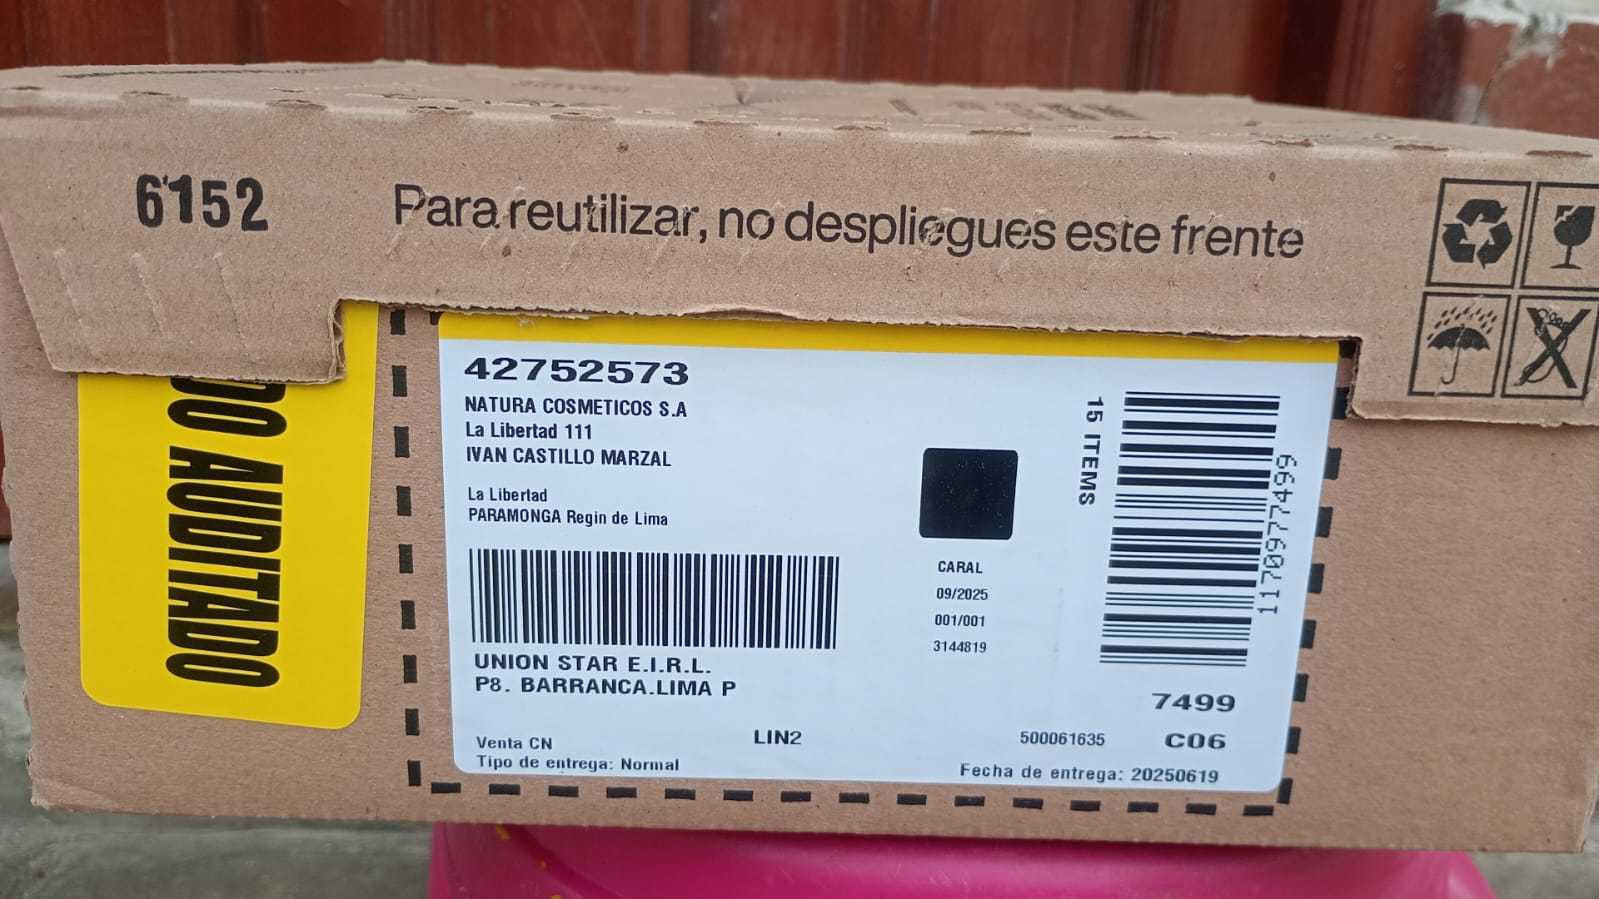 6152
Para reutilizar, no despliegues este frente
DO AUDITADO
42752573
NATURA COSMETICOS S.A
La Libertad 111
IVAN CASTILLO MARZAL
La Libertad
PARAMONGA Regin de Lima
UNION STAR E.I.R.L.
P8. BARRANCA.LIMA P
Venta CN
Tipo de entrega: Normal
LIN2
CARAL
09/2025
001/001
3144819
15 ITEMS
1170977499
7499
500061635
C06
Fecha de entrega: 20250619